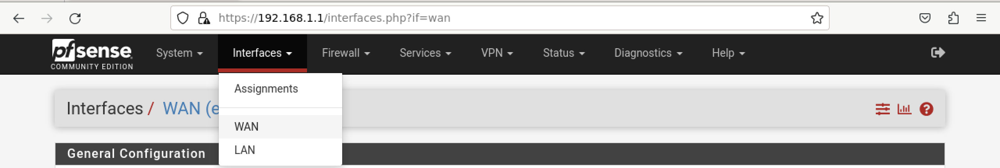 https://192.168.1.1/interfaces.php?if=wan
pfsense
COMMUNITY EDITION
System Interfaces Firewall Services VPN Status Diagnostics Help
Assignments
Interfaces / WAN (e
WAN
LAN
General Configuration